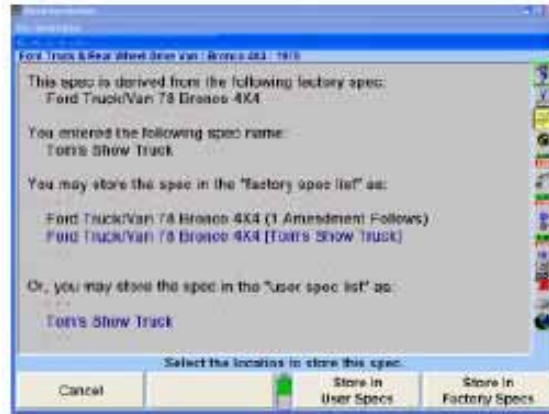 Ford Truck & Rear Wheel Drive Van : Bronco 4X4 : 1978
This spec is derived from the following factory spec:
Ford Truck/Van 78 Bronco 4X4
You entered the following spec name:
Tom's Show Truck
You may store the spec in the "factory spec list" as:
Ford Truck/Van 78 Bronco 4X4 (1 Amendment Follows)
Ford Truck/Van 78 Bronco 4X4 [Tom's Show Truck]
Or, you may store the spec in the "user spec list" as:
Tom's Show Truck
Select the location to store this spec.
Cancel
Store In
User Specs
Store In
Factory Specs